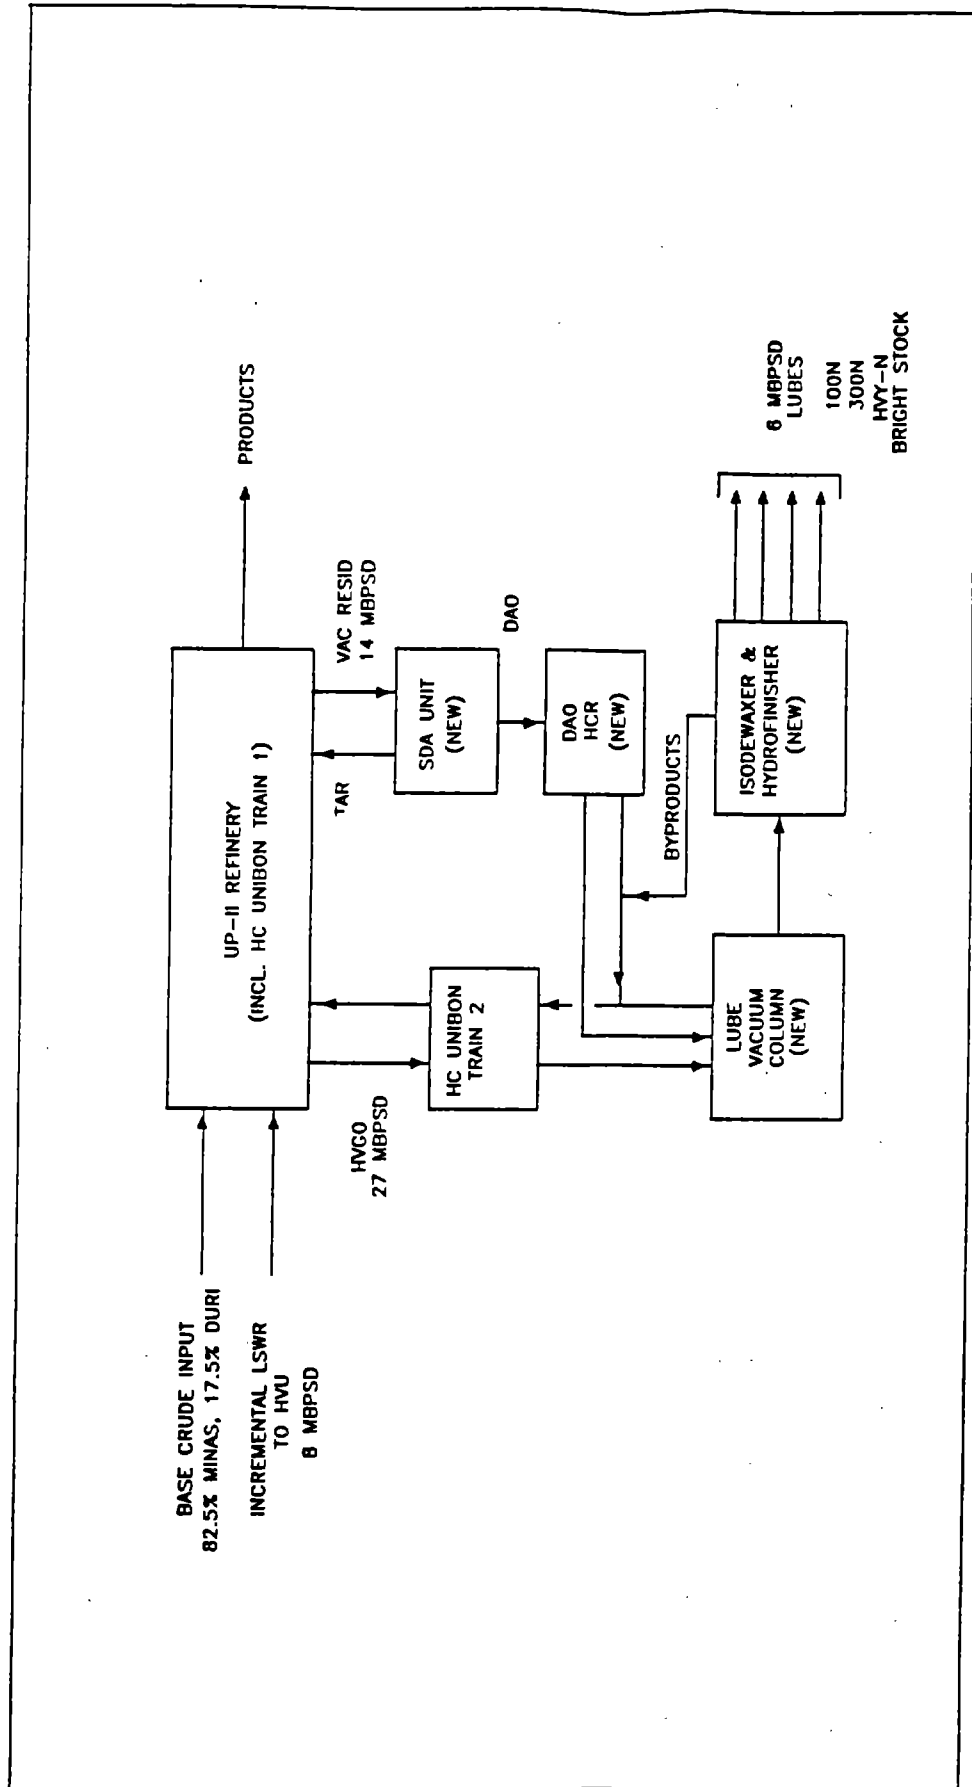 BASE CRUDE INPUT
82.5% MINAS, 17.5% DURI
INCREMENTAL LSWR
TO HVU
8 MBPSD
UP-II REFINERY
(INCL. HC UNIBON TRAIN 1)
PRODUCTS
HVGO
27 MBPSD
TAR
VAC RESID
14 MBPSD
HC UNIBON
TRAIN 2
SDA UNIT
(NEW)
DAO
DAO
HCR
(NEW)
BYPRODUCTS
LUBE
VACUUM
COLUMN
(NEW)
ISODEWAXER &
HYDROFINISHER
(NEW)
6 MBPSD
LUBES
100N
300N
HVY-N
BRIGHT STOCK